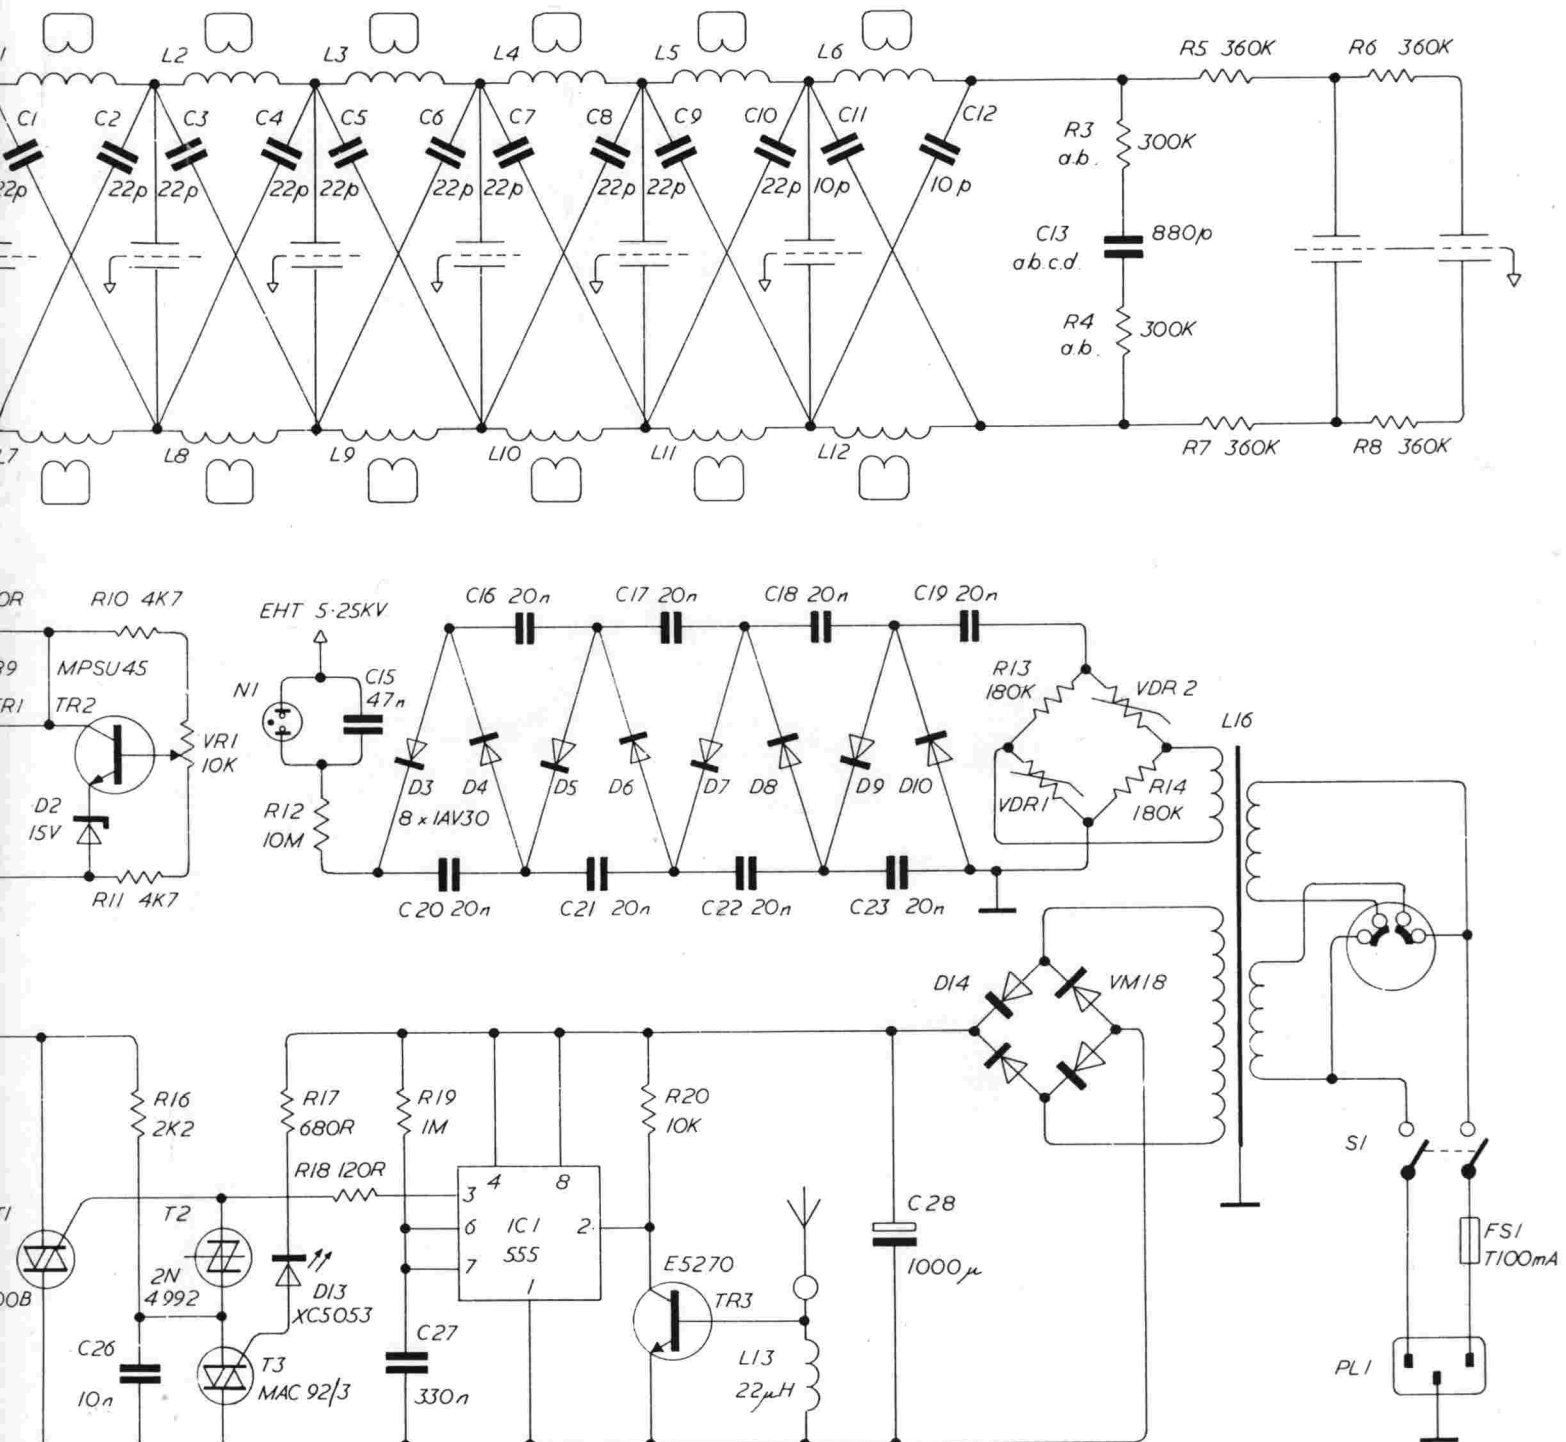 L2 L3 L4 L5 L6 R5 360K R6 360K
C1 C2 C3 C4 C5 C6 C7 C8 C9 C10 C11 C12
R3
a.b.
300K
22p 22p 22p 22p 22p 22p 22p 22p 22p 10p 10p
C13
a.b.c.d.
880p
R4
a.b.
300K
L8 L9 L10 L11 L12 R7 360K R8 360K
R10 4K7
EHT 5·25KV
C16 20n C17 20n C18 20n C19 20n
MPSU45
N1
C15
47n
R13
180K
VDR 2
TR1 TR2
L16
VR1
10K
D2
15V
R12
10M
D3 D4 D5 D6 D7 D8 D9 D10
VDR1
R14
180K
8 x 1AV30
R11 4K7
C20 20n C21 20n C22 20n C23 20n
D14 VM18
R16
2K2
R17
680R
R19
1M
R20
10K
S1
R18 120R
4 8
3
6
7
IC1
555
2
1
T1 T2
C28
1000µ
FS1
T100mA
2N
4992
D13
XC5053
E5270
TR3
C26
10n
T3
MAC 92/3
C27
330n
L13
22µH
PL1